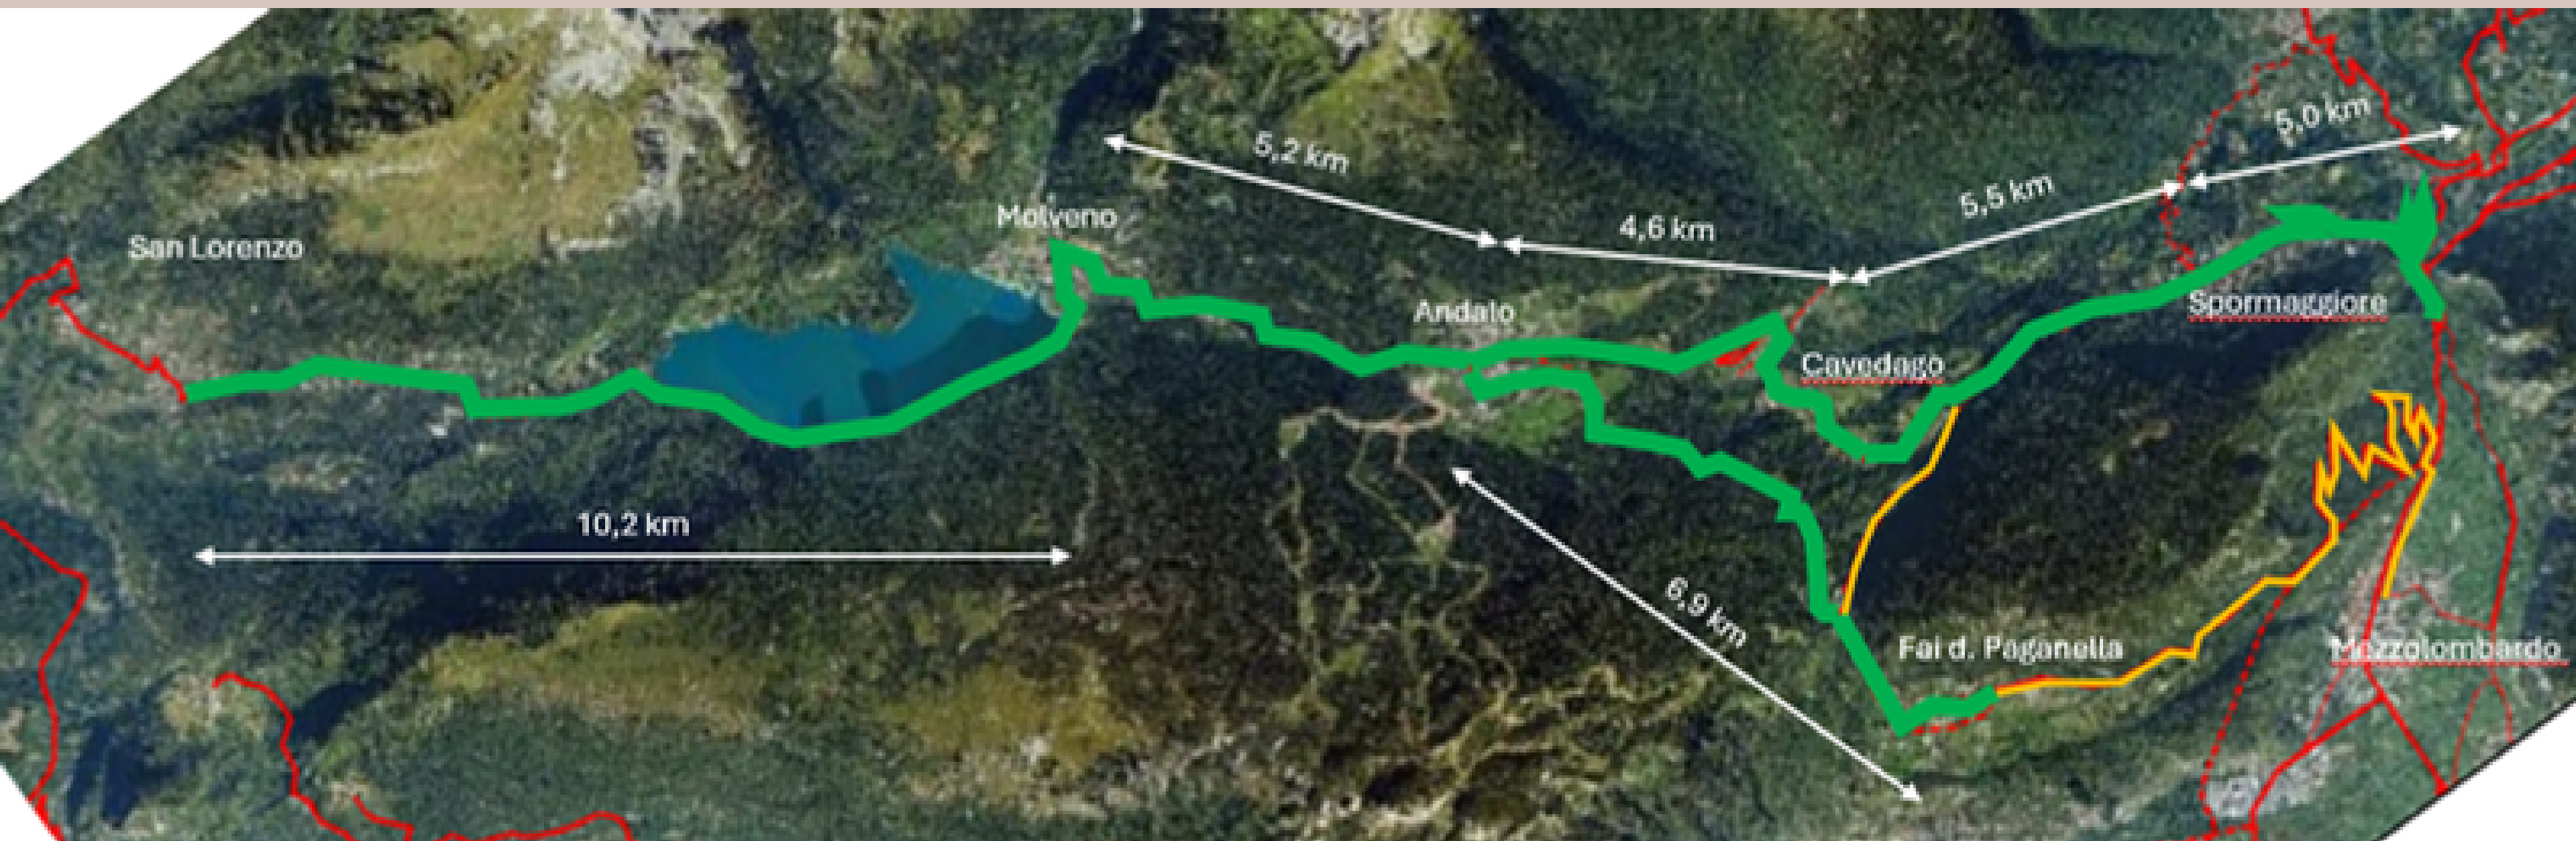 5,0 km
5,2 km
5,5 km
San Lorenzo
Molveno
4,6 km
Andalo
Spormaggiore
Cavedago
10,2 km
6,9 km
Fai d. Paganella
Mezzolombardo